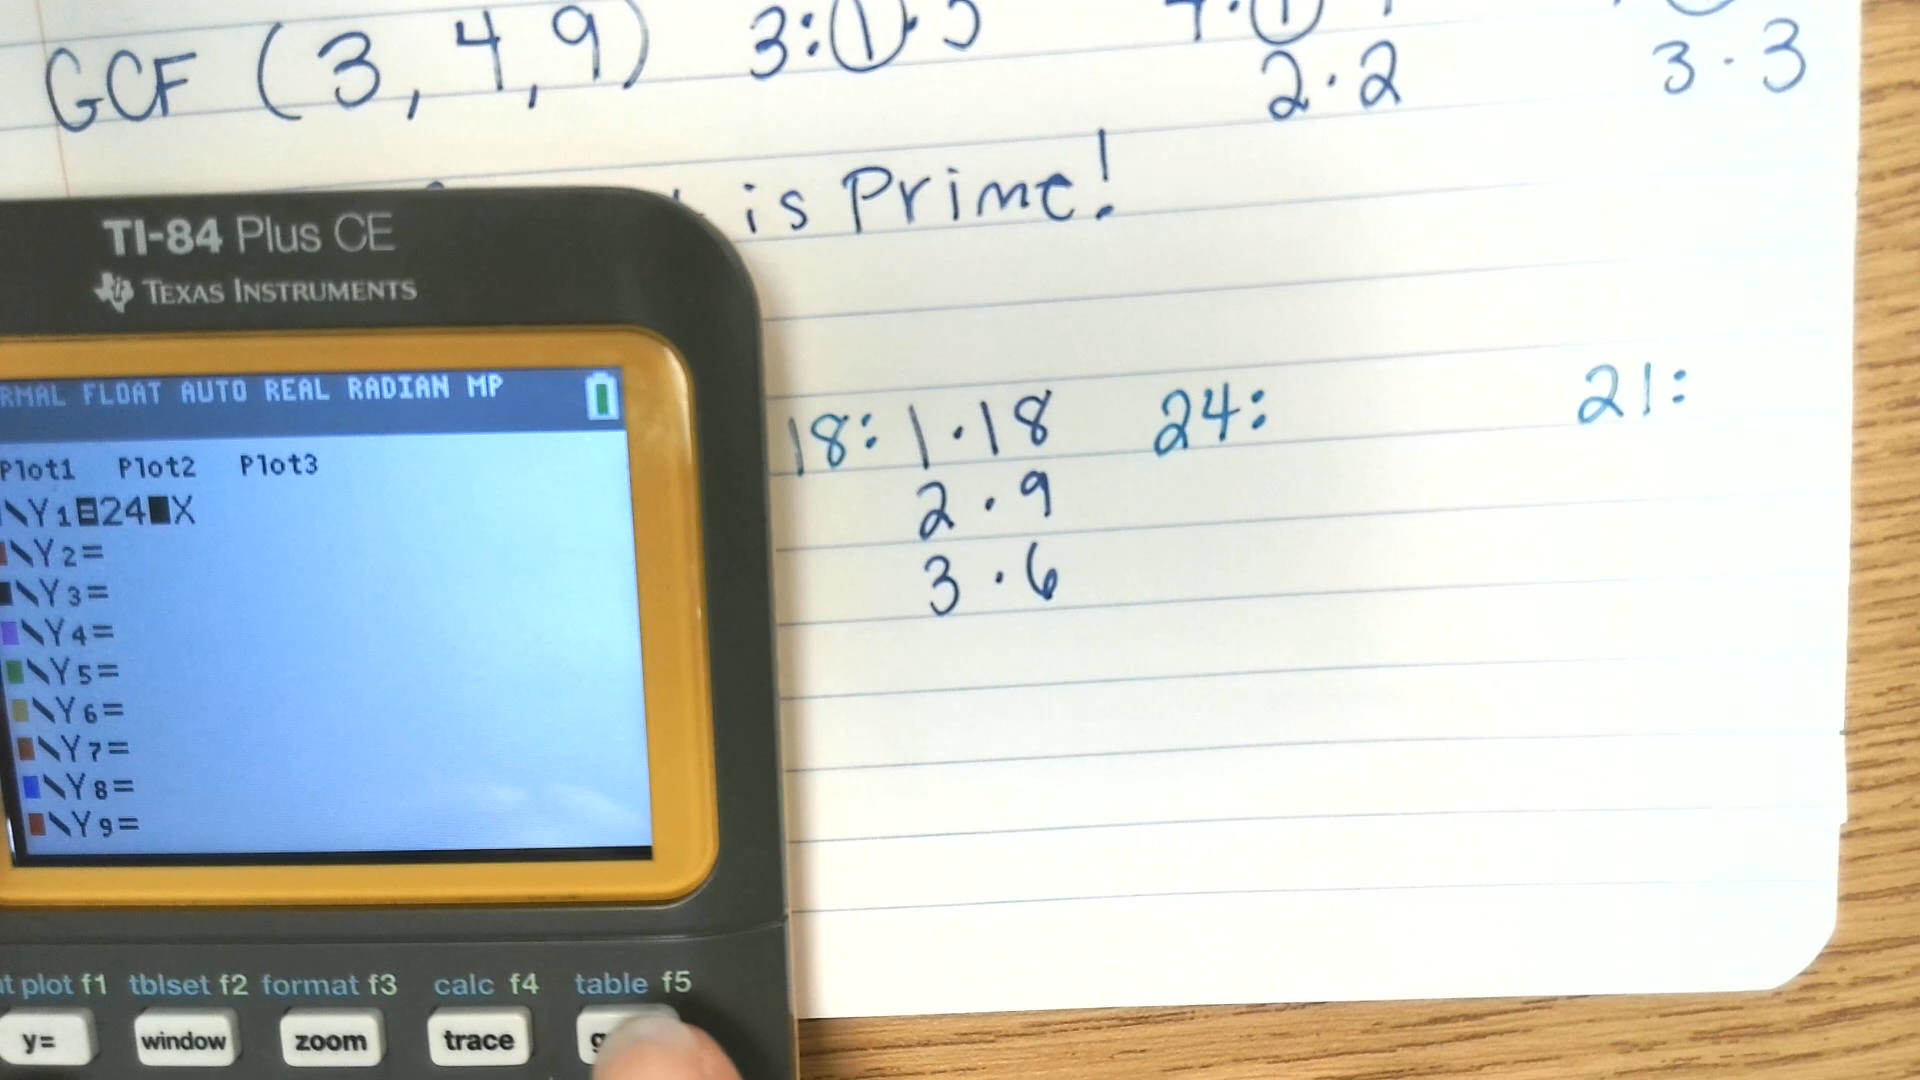 GCF (3, 4, 9) 3: 1 · 3
2 · 2
3 · 3
is Prime!
TI-84 Plus CE
TEXAS INSTRUMENTS
RMAL FLOAT AUTO REAL RADIAN MP
Plot1 Plot2 Plot3
\Y1=24■X
\Y2=
\Y3=
\Y4=
\Y5=
\Y6=
\Y7=
\Y8=
\Y9=
18: 1 · 18
2 · 9
3 · 6
24:
21:
t plot f1 tblset f2 format f3 calc f4 table f5
y= window zoom trace